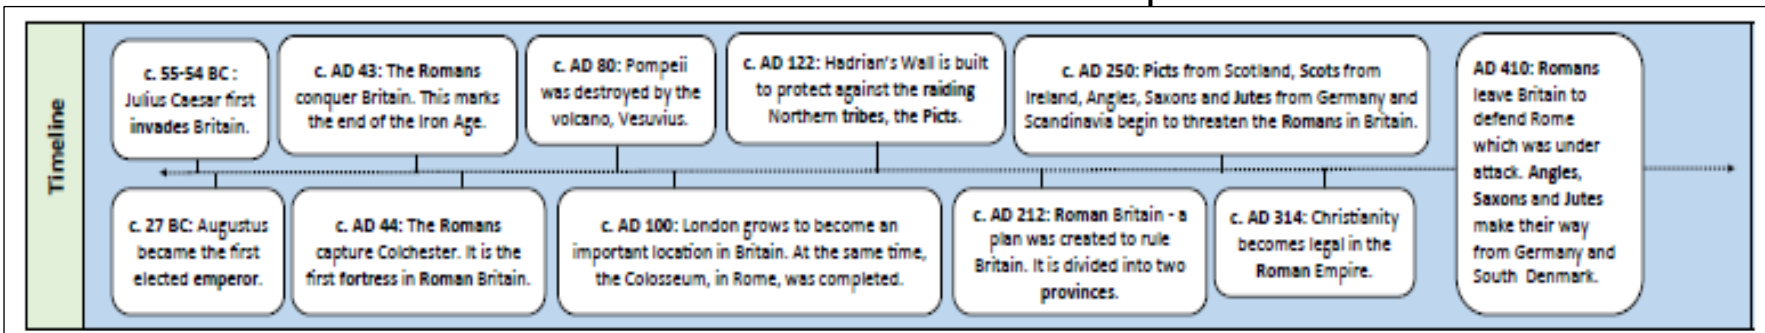 Timeline
c. 55-54 BC :
Julius Caesar first
invades Britain.
c. AD 43: The Romans
conquer Britain. This marks
the end of the Iron Age.
c. AD 80: Pompeii
was destroyed by the
volcano, Vesuvius.
c. AD 122: Hadrian's Wall is built
to protect against the raiding
Northern tribes, the Picts.
c. AD 250: Picts from Scotland, Scots from
Ireland, Angles, Saxons and Jutes from Germany and
Scandinavia begin to threaten the Romans in Britain.
AD 410: Romans
leave Britain to
defend Rome
which was under
attack. Angles,
Saxons and Jutes
make their way
from Germany and
South Denmark.
c. 27 BC: Augustus
became the first
elected emperor.
c. AD 44: The Romans
capture Colchester. It is the
first fortress in Roman Britain.
c. AD 100: London grows to become an
important location in Britain. At the same time,
the Colosseum, in Rome, was completed.
c. AD 212: Roman Britain - a
plan was created to rule
Britain. It is divided into two
provinces.
c. AD 314: Christianity
becomes legal in the
Roman Empire.